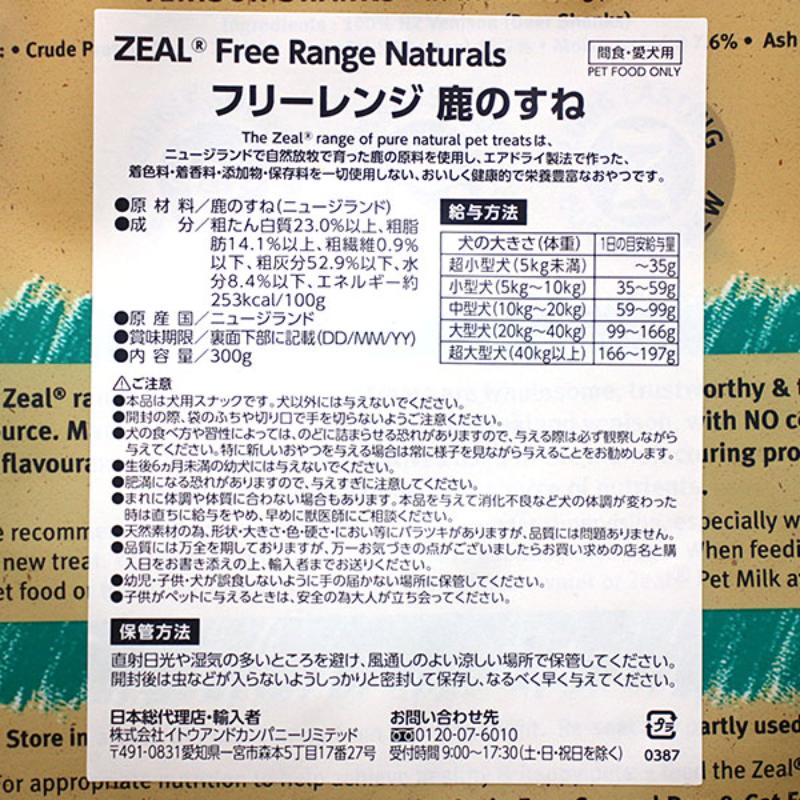 : • Crude P
7.6% • Ash
ZEAL® Free Range Naturals
間食・愛犬用
PET FOOD ONLY
フリーレンジ 鹿のすね
The Zeal® range of pure natural pet treatsは、
ニュージランドで自然放牧で育った鹿の原料を使用し、エアドライ製法で作った、
着色料・着香料・添加物・保存料を一切使用しない、おいしく健康的で栄養豊富なおやつです。
●原 材 料／鹿のすね(ニュージランド)
●成 分／粗たん白質23.0%以上、粗脂
肪14.1%以上、粗繊維0.9%
以下、粗灰分52.9%以下、水
分8.4%以下、エネルギー約
253kcal/100g
●原 産 国／ニュージランド
●賞味期限／裏面下部に記載(DD/MM/YY)
●内 容 量／300g
給与方法
犬の大きさ(体重) 1日の目安給与量
超小型犬(5kg未満) 〜35g
小型犬(5kg〜10kg) 35〜59g
中型犬(10kg〜20kg) 59〜99g
大型犬(20kg〜40kg) 99〜166g
超大型犬(40kg以上) 166〜197g
⚠ご注意
●本品は犬用スナックです。犬以外には与えないでください。
●開封の際、袋のふちや切り口で手を切らないようご注意ください。
●犬の食べ方や習性によっては、のどに詰まらせる恐れがありますので、与える際は必ず観察しながら
与えてください。特に新しいおやつを与える場合は常に様子を見ながら与えることをお勧めします。
●生後6ヵ月未満の幼犬には与えないでください。
●肥満になる恐れがありますので、与えすぎに注意してください。
●まれに体調や体質に合わない場合もあります。本品を与えて消化不良など犬の体調が変わった
時は直ちに給与をやめ、早めに獣医師にご相談ください。
●天然素材の為、形状・大きさ・色・硬さ・におい等にバラツキがありますが、品質には問題ありません。
●品質には万全を期しておりますが、万一お気づきの点がございましたらお買い求めの店名と購
入日をお書き添えの上、輸入者までお送りください。
●幼児・子供・犬が誤食しないように手の届かない場所に保管してください。
●子供がペットに与えるときは、安全の為大人が立ち会ってください。
保管方法
直射日光や湿気の多いところを避け、風通しのよい涼しい場所で保管してください。
開封後は虫などが入らないようしっかりと密封して保存し、なるべく早く与えてください。
日本総代理店・輸入者
株式会社イトウアンドカンパニーリミテッド
〒491-0831愛知県一宮市森本5丁目17番27号
お問い合わせ先
0120-07-6010
受付時間 9:00〜17:30(土・日・祝日を除く)
プラ
0387
Zeal® ra
orthy & t
urce. M
with NO c
flavoura
uring pro
e recomm
especially w
new treat
When feedi
et food o
Pet Milk a
Store in
artly used
For appropriate nutrition to help achieve
the Zeal®